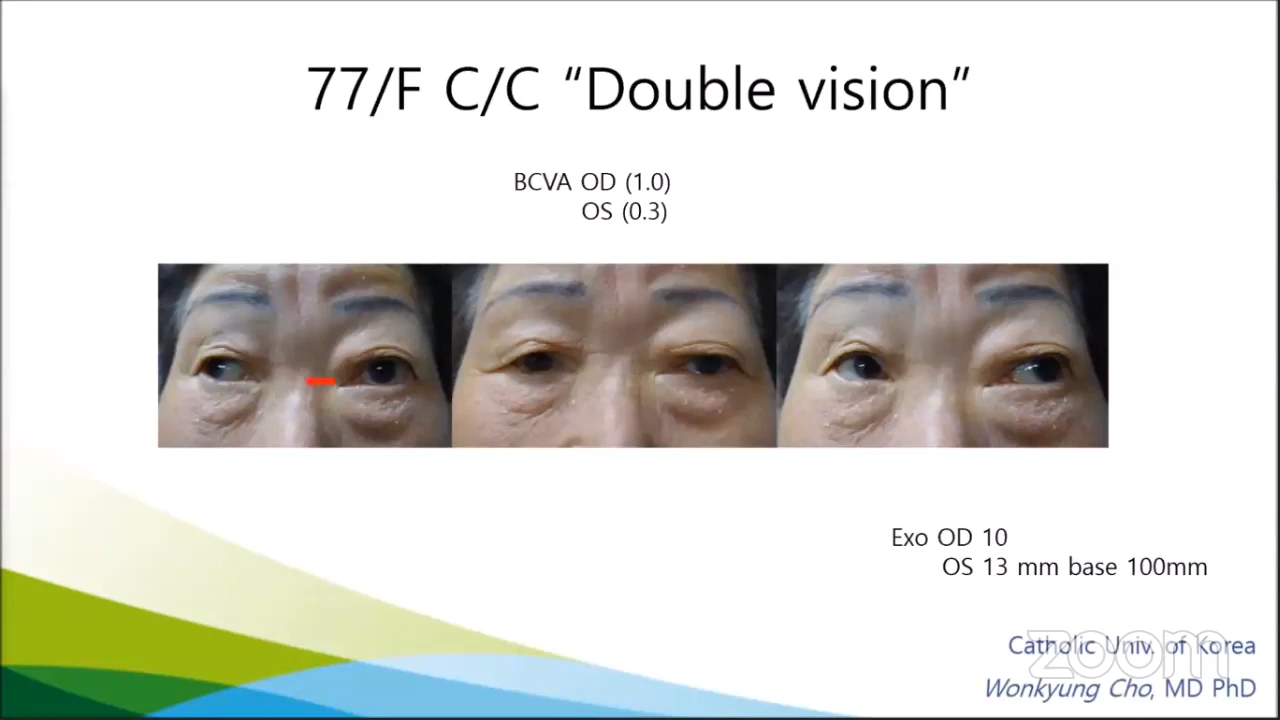 77/F C/C “Double vision”
BCVA OD (1.0)
OS (0.3)
Exo OD 10
OS 13 mm base 100mm
Catholic Univ. of Korea
zoom
Wonkyung Cho, MD PhD